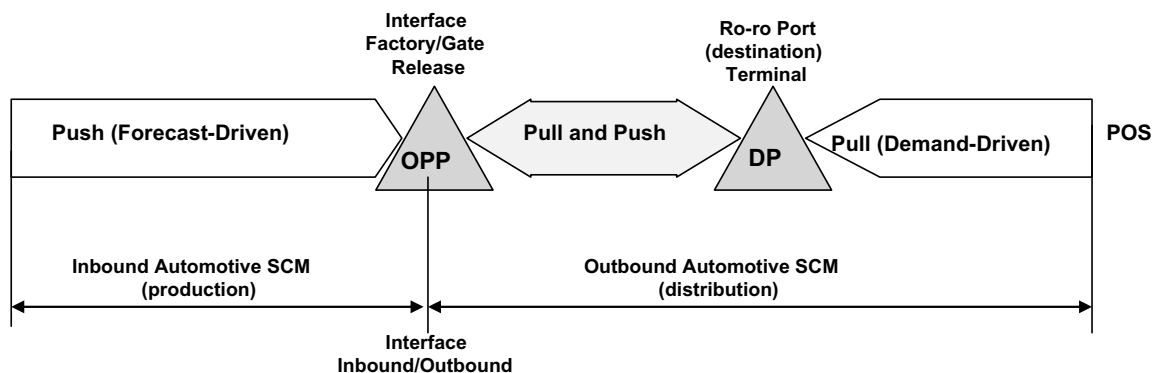 Interface
Factory/Gate
Release
Ro-ro Port
(destination)
Terminal
Push (Forecast-Driven)
OPP
Pull and Push
DP
Pull (Demand-Driven)
POS
Inbound Automotive SCM
(production)
Outbound Automotive SCM
(distribution)
Interface
Inbound/Outbound